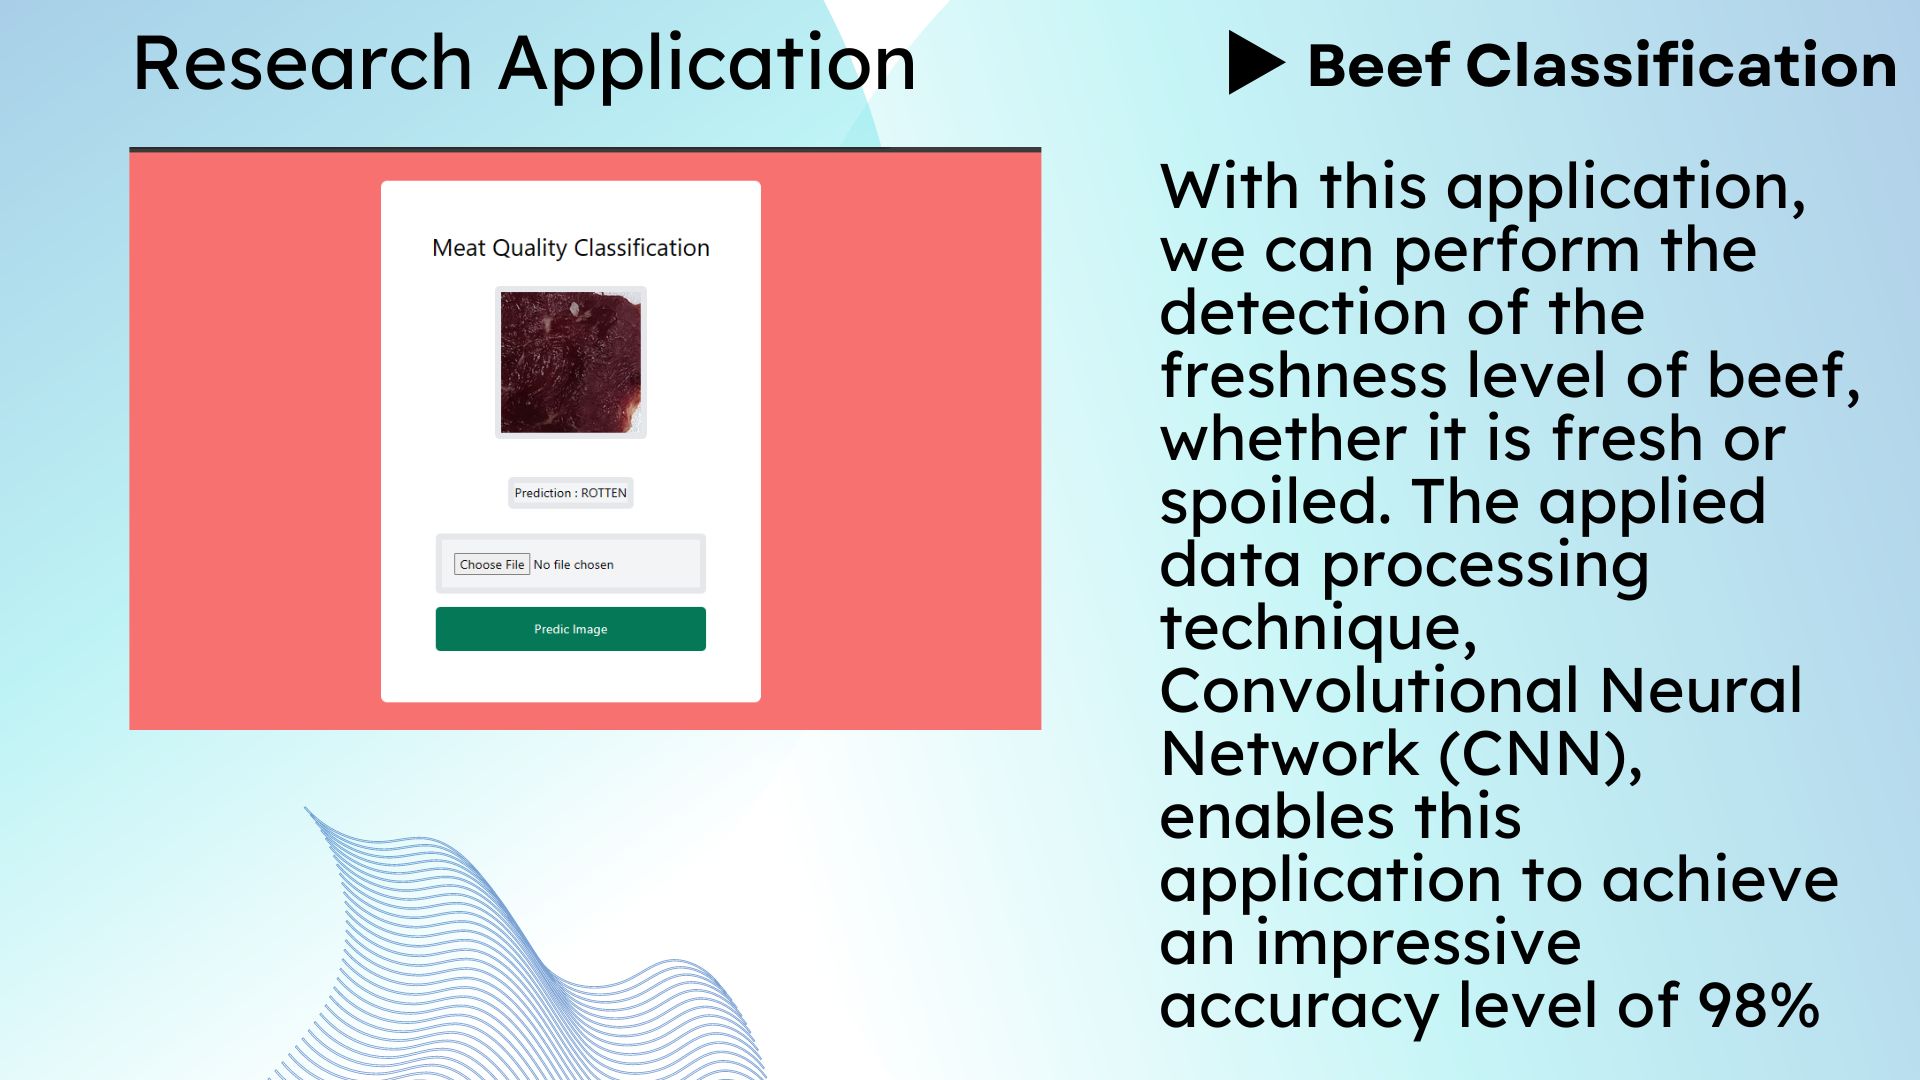 Research Application
Beef Classification
Meat Quality Classification
Prediction : ROTTEN
Choose File No file chosen
Predic Image
With this application,
we can perform the
detection of the
freshness level of beef,
whether it is fresh or
spoiled. The applied
data processing
technique,
Convolutional Neural
Network (CNN),
enables this
application to achieve
an impressive
accuracy level of 98%